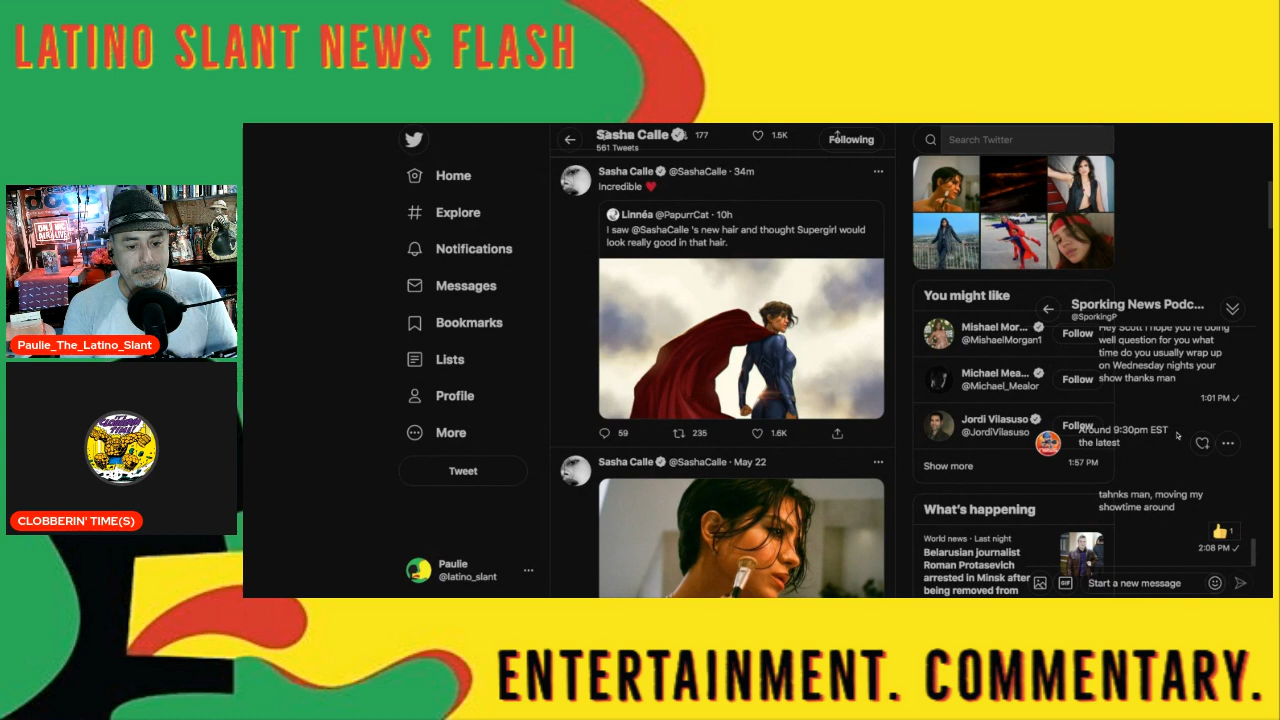 LATINO SLANT NEWS FLASH
Paulie_The_Latino_Slant
CLOBBERIN' TIME(S)
Home
Explore
Notifications
Messages
Bookmarks
Lists
Profile
More
Tweet
Paulie
@latino_slant
Sasha Calle
561 Tweets
177
1.5K
Following
Sasha Calle @SashaCalle · 34m
Incredible ❤️
Linnéa @PapurrCat · 10h
I saw @SashaCalle 's new hair and thought Supergirl would
look really good in that hair.
59
235
1.6K
Sasha Calle @SashaCalle · May 22
Search Twitter
You might like
Mishael Mor...
@MishaelMorgan1
Follow
Michael Mea...
@Michael_Mealor
Follow
Jordi Vilasuso
@JordiVilasuso
Follow
Show more
What's happening
World news · Last night
Belarusian journalist
Roman Protasevich
arrested in Minsk after
being removed from
Sporking News Podc...
@SporkingP
Hey Scott I hope you're doing
well question for you what
time do you usually wrap up
on Wednesday nights your
show thanks man
1:01 PM
Around 9:30pm EST
the latest
1:57 PM
tahnks man, moving my
showtime around
1
2:08 PM
GIF
Start a new message
ENTERTAINMENT. COMMENTARY.